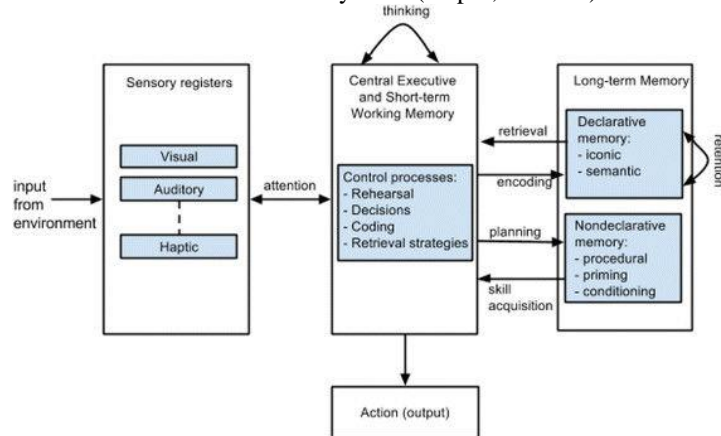 thinking
Sensory registers
Visual
Auditory
Haptic
input
from
environment
attention
Central Executive
and Short-term
Working Memory
Control processes:
- Rehearsal
- Decisions
- Coding
- Retrieval strategies
retrieval
encoding
planning
skill
acquisition
Long-term Memory
Declarative
memory:
- iconic
- semantic
retention
Nondeclarative
memory:
- procedural
- priming
- conditioning
Action (output)